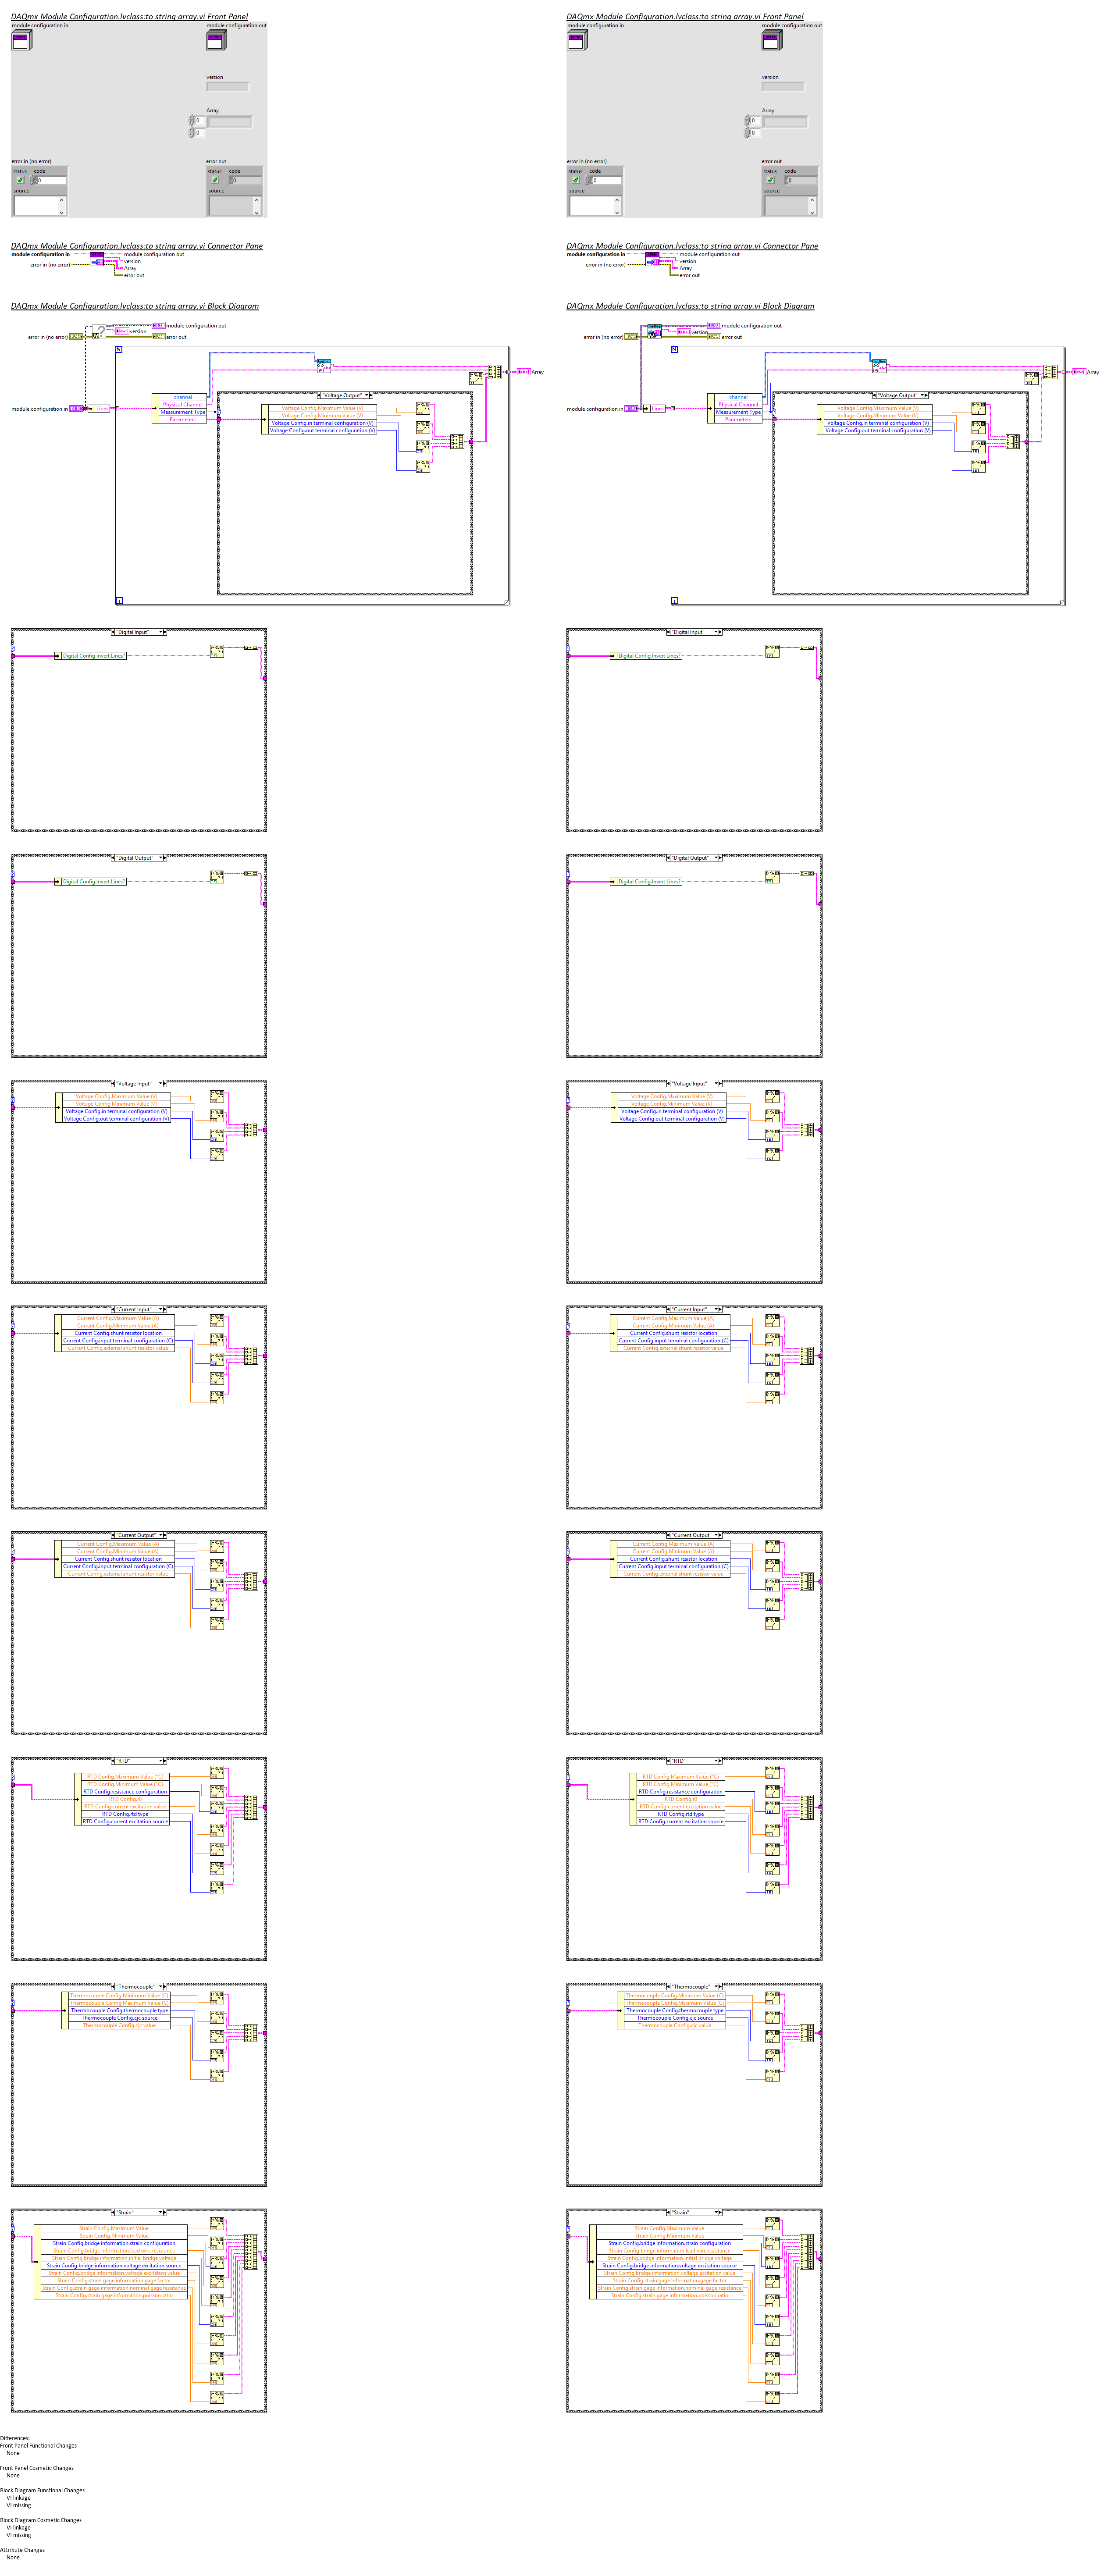 DAQmx Module Configuration.lvclass:to string array.vi Front Panel
module configuration in
module configuration out
version
Array
0
0
error in (no error)
status code
0
source
error out
status code
0
source
DAQmx Module Configuration.lvclass:to string array.vi Connector Pane
module configuration in
module configuration out
version
error in (no error)
Array
error out
DAQmx Module Configuration.lvclass:to string array.vi Block Diagram
module configuration out
version
error in (no error)
error out
N
Array
module configuration in
Lines
channel
Physical Channel
Measurement Type
Parameters
"Voltage Output"
Voltage Config.Maximum Value (V)
Voltage Config.Minimum Value (V)
Voltage Config.in terminal configuration (V)
Voltage Config.out terminal configuration (V)
i
"Digital Input"
Digital Config.Invert Lines?
"Digital Output"
Digital Config.Invert Lines?
"Voltage Input"
Voltage Config.Maximum Value (V)
Voltage Config.Minimum Value (V)
Voltage Config.in terminal configuration (V)
Voltage Config.out terminal configuration (V)
"Current Input"
Current Config.Maximum Value (A)
Current Config.Minimum Value (A)
Current Config.shunt resistor location
Current Config.input terminal configuration (C)
Current Config.external shunt resistor value
"Current Output"
Current Config.Maximum Value (A)
Current Config.Minimum Value (A)
Current Config.shunt resistor location
Current Config.input terminal configuration (C)
Current Config.external shunt resistor value
"RTD"
RTD Config.Maximum Value (°C)
RTD Config.Minimum Value (°C)
RTD Config.resistance configuration
RTD Config.r0
RTD Config.current excitation value
RTD Config.rtd type
RTD Config.current excitation source
"Thermocouple"
Thermocouple Config.Minimum Value (C)
Thermocouple Config.Maximum Value (C)
Thermocouple Config.thermocouple type
Thermocouple Config.cjc source
Thermocouple Config.cjc value
"Strain"
Strain Config.Maximum Value
Strain Config.Minimum Value
Strain Config.bridge information.strain configuration
Strain Config.bridge information.lead wire resistance
Strain Config.bridge information.initial bridge voltage
Strain Config.bridge information.voltage excitation source
Strain Config.bridge information.voltage excitation value
Strain Config.strain gage information.gage factor
Strain Config.strain gage information.nominal gage resistance
Strain Config.strain gage information.poission ratio
DAQmx Module Configuration.lvclass:to string array.vi Front Panel
module configuration in
module configuration out
version
Array
0
0
error in (no error)
status code
0
source
error out
status code
0
source
DAQmx Module Configuration.lvclass:to string array.vi Connector Pane
module configuration in
module configuration out
version
error in (no error)
Array
error out
DAQmx Module Configuration.lvclass:to string array.vi Block Diagram
module configuration out
version
error in (no error)
error out
N
Array
module configuration in
Lines
channel
Physical Channel
Measurement Type
Parameters
"Voltage Output"
Voltage Config.Maximum Value (V)
Voltage Config.Minimum Value (V)
Voltage Config.in terminal configuration (V)
Voltage Config.out terminal configuration (V)
i
"Digital Input"
Digital Config.Invert Lines?
"Digital Output"
Digital Config.Invert Lines?
"Voltage Input"
Voltage Config.Maximum Value (V)
Voltage Config.Minimum Value (V)
Voltage Config.in terminal configuration (V)
Voltage Config.out terminal configuration (V)
"Current Input"
Current Config.Maximum Value (A)
Current Config.Minimum Value (A)
Current Config.shunt resistor location
Current Config.input terminal configuration (C)
Current Config.external shunt resistor value
"Current Output"
Current Config.Maximum Value (A)
Current Config.Minimum Value (A)
Current Config.shunt resistor location
Current Config.input terminal configuration (C)
Current Config.external shunt resistor value
"RTD"
RTD Config.Maximum Value (°C)
RTD Config.Minimum Value (°C)
RTD Config.resistance configuration
RTD Config.r0
RTD Config.current excitation value
RTD Config.rtd type
RTD Config.current excitation source
"Thermocouple"
Thermocouple Config.Minimum Value (C)
Thermocouple Config.Maximum Value (C)
Thermocouple Config.thermocouple type
Thermocouple Config.cjc source
Thermocouple Config.cjc value
"Strain"
Strain Config.Maximum Value
Strain Config.Minimum Value
Strain Config.bridge information.strain configuration
Strain Config.bridge information.lead wire resistance
Strain Config.bridge information.initial bridge voltage
Strain Config.bridge information.voltage excitation source
Strain Config.bridge information.voltage excitation value
Strain Config.strain gage information.gage factor
Strain Config.strain gage information.nominal gage resistance
Strain Config.strain gage information.poission ratio
Differences:
Front Panel Functional Changes
None
Front Panel Cosmetic Changes
None
Block Diagram Functional Changes
VI linkage
VI missing
Block Diagram Cosmetic Changes
VI linkage
VI missing
Attribute Changes
None